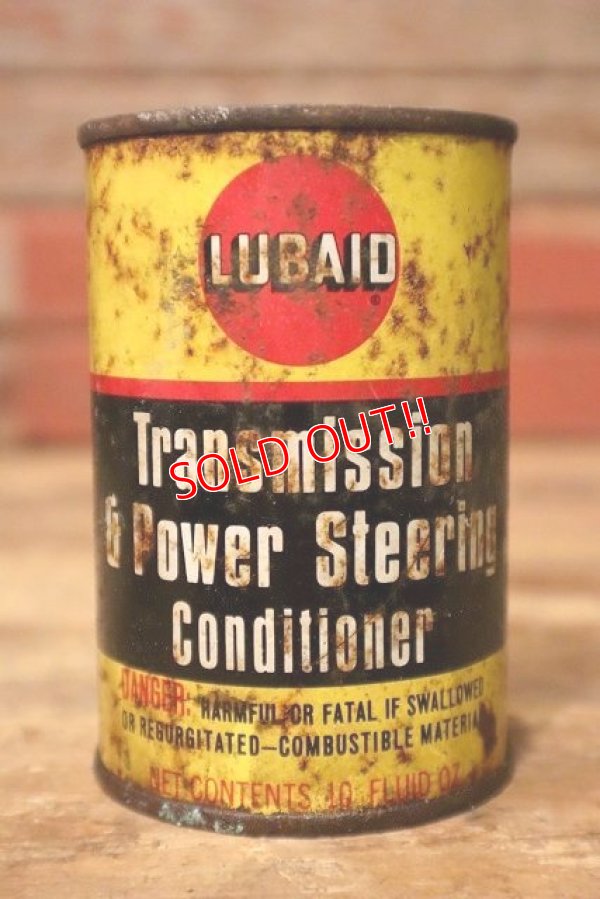 LUBAID
®
Transmission
SOLD OUT!!
& Power Steering
Conditioner
DANGER: HARMFUL OR FATAL IF SWALLOWED
OR REGURGITATED—COMBUSTIBLE MATERIAL
NET CONTENTS 10 FLUID OZ